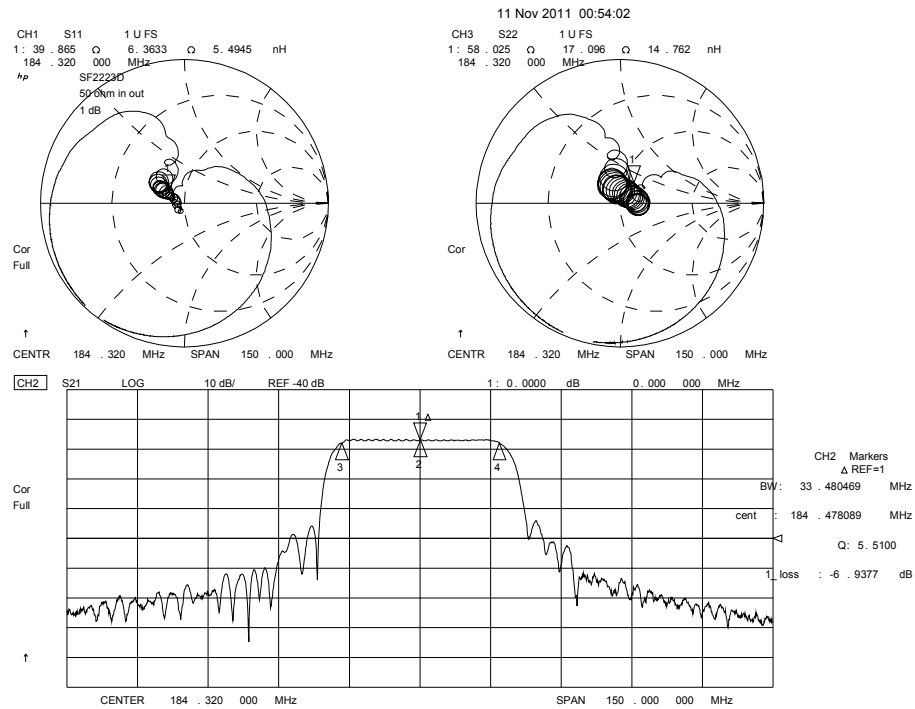 11 Nov 2011 00:54:02
CH1 S11 1 U FS
1 : 39 . 865 Ω 6. 3633 Ω 5. 4945 nH
184 . 320 000 MHz
hp
SF2223D
50 ohm in out
1 dB
Cor
Full
↑
CENTR 184 . 320 MHz SPAN 150 . 000 MHz
CH3 S22 1 U FS
1 : 58 . 025 Ω 17. 096 Ω 14. 762 nH
184 . 320 000 MHz
1
Cor
↑
CENTR 184 . 320 MHz SPAN 150 . 000 MHz
CH2 S21 LOG 10 dB/ REF -40 dB 1 : 0. 0000 dB 0. 000 000 MHz
1 Δ
3 2 4
Cor
Full
↑
CH2 Markers
Δ REF=1
BW : 33 . 480469 MHz
cent : 184 . 478089 MHz
Q: 5. 5100
1_loss : -6 . 9377 dB
CENTER 184 . 320 000 MHz SPAN 150 . 000 000 MHz